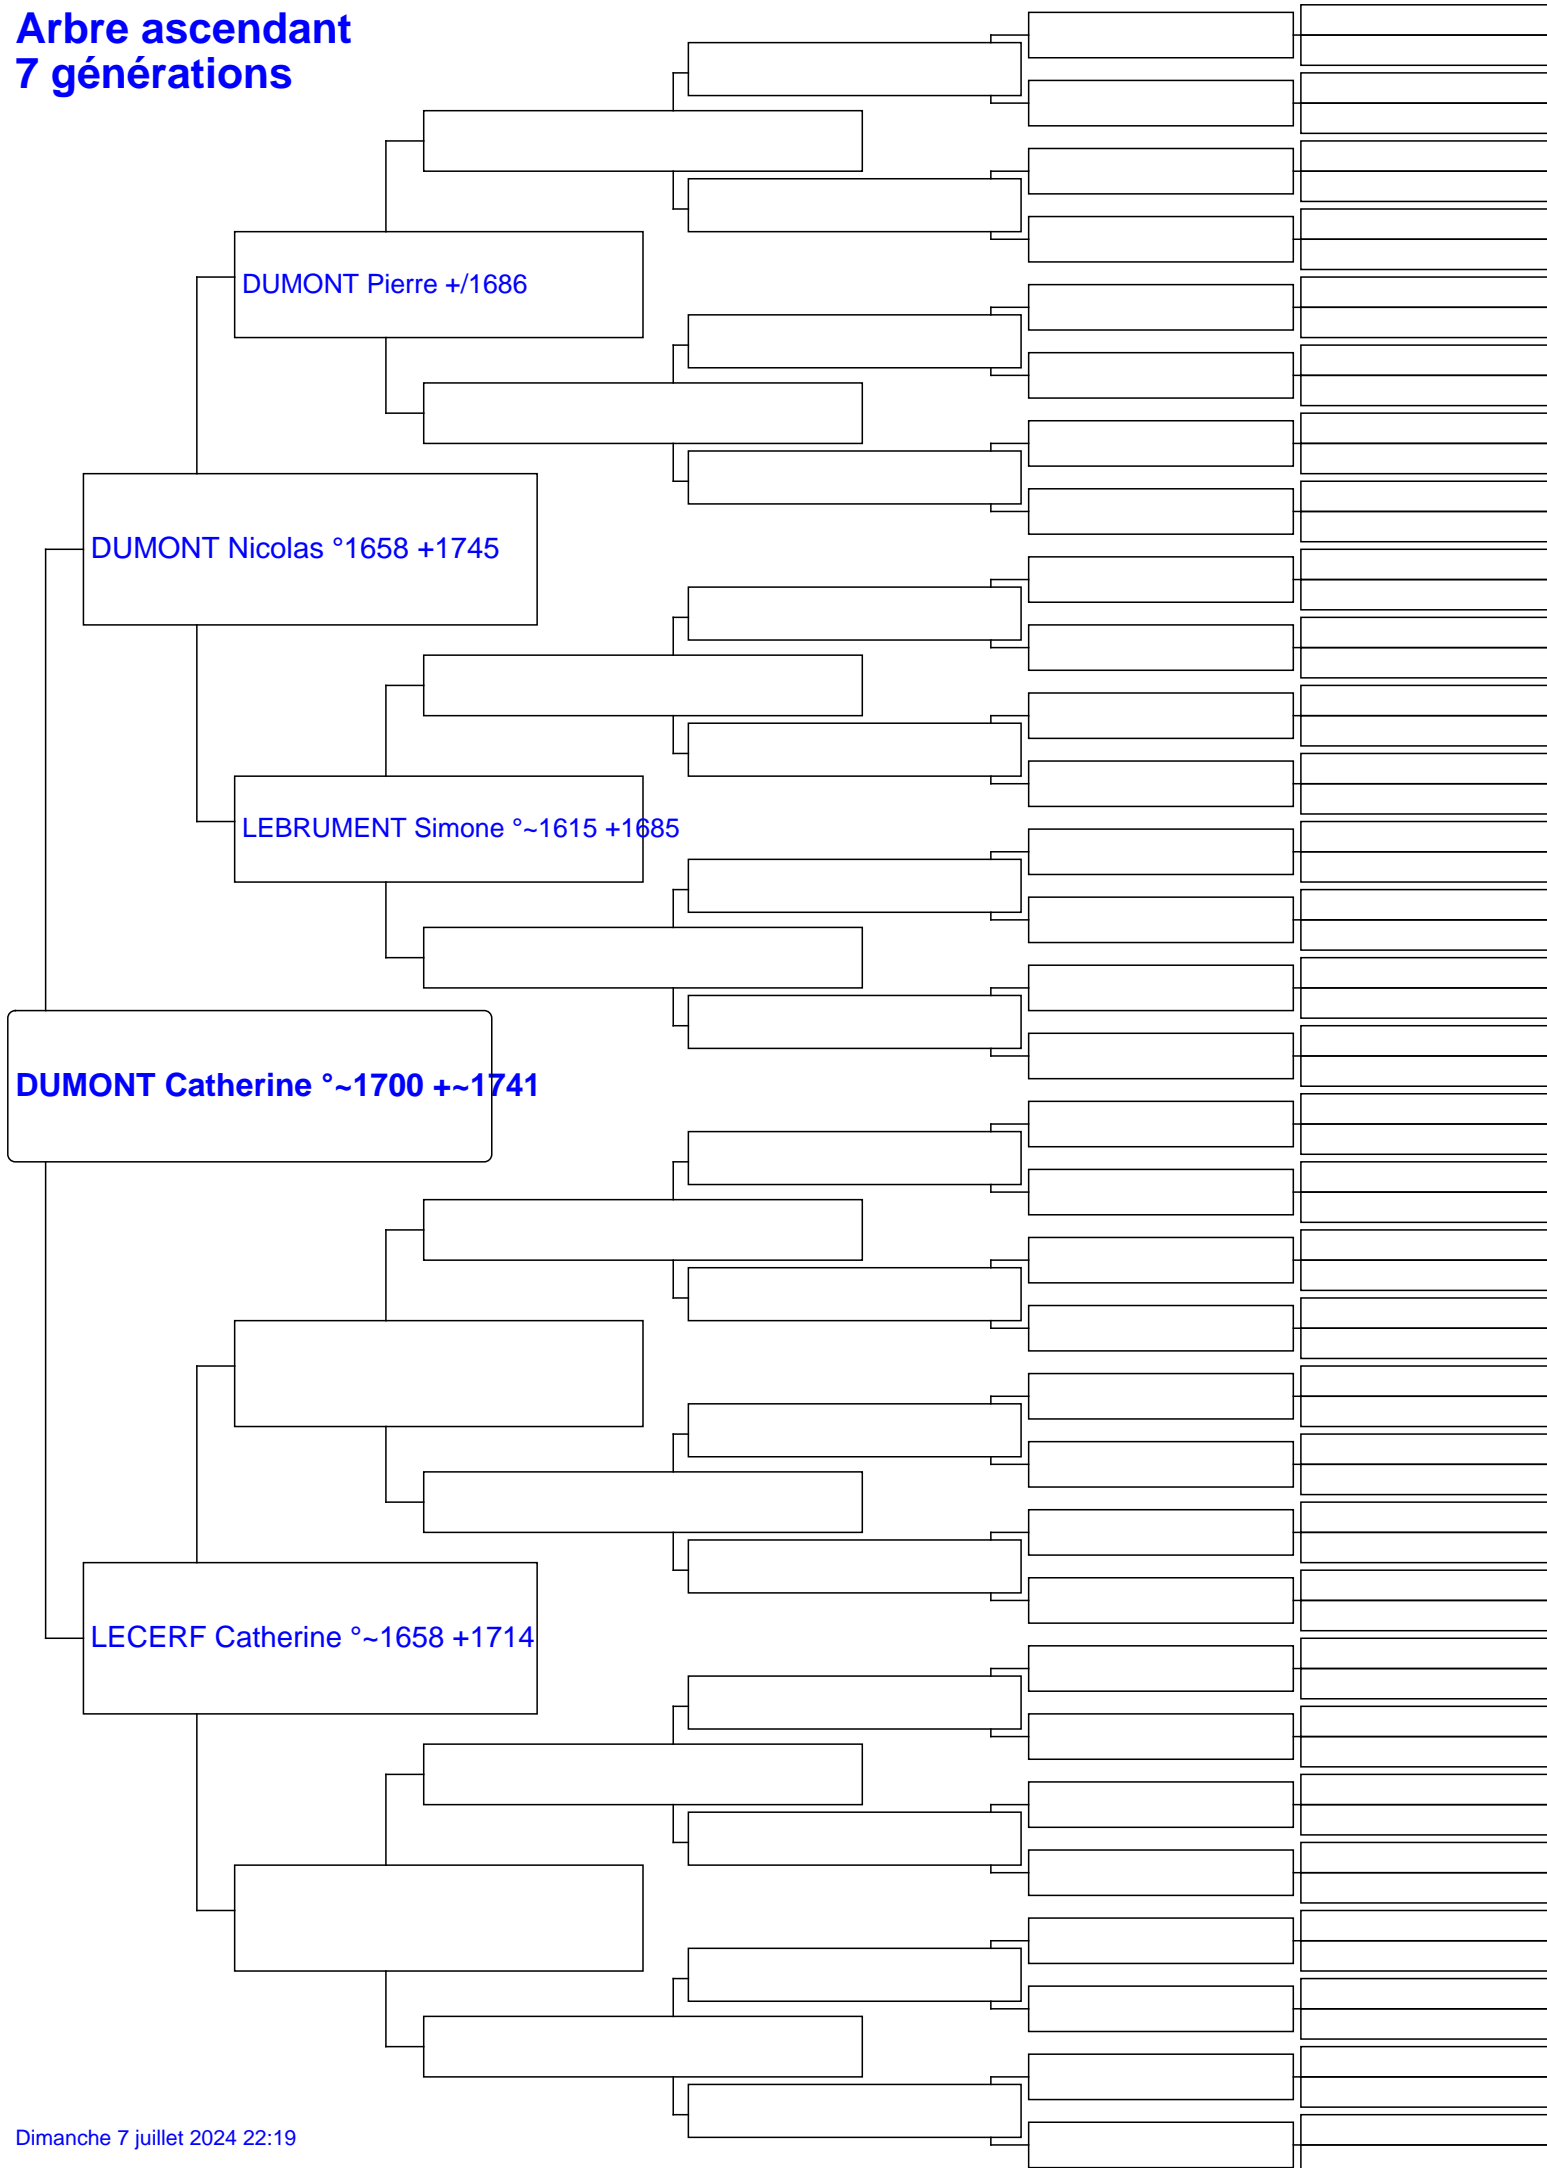 Arbre ascendant
7 générations
DUMONT Pierre +/1686
DUMONT Nicolas °1658 +1745
LEBRUMENT Simone °~1615 +1685
DUMONT Catherine °~1700 +~1741
LECERF Catherine °~1658 +1714
Dimanche 7 juillet 2024 22:19